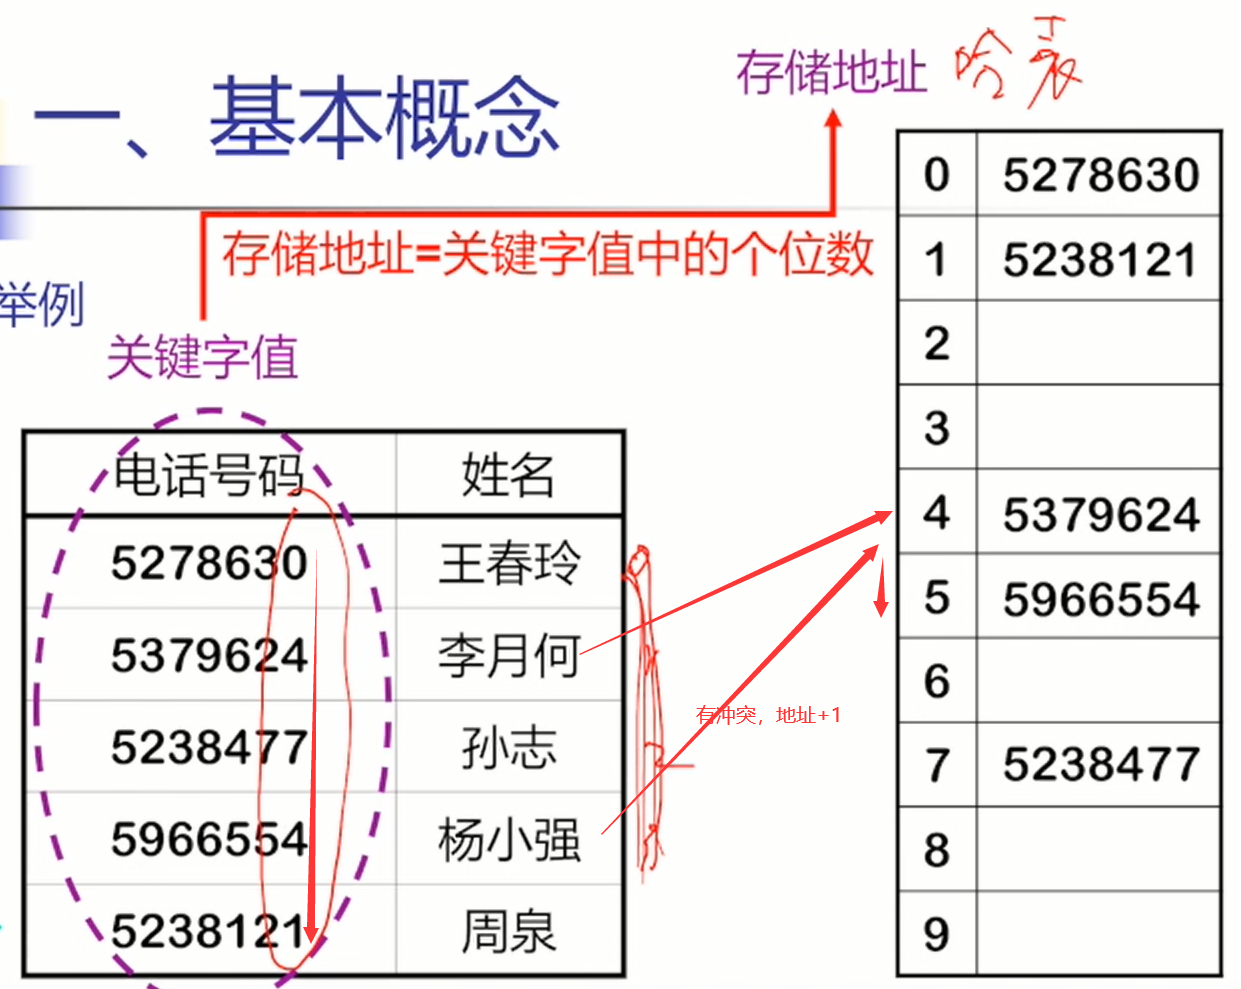 存储地址 哈希表
一、基本概念
存储地址=关键字值中的个位数
举例
关键字值
电话号码 姓名
5278630 王春玲
5379624 李月何
5238477 孙志
5966554 杨小强
5238121 周泉
有冲突，地址+1
0 5278630
1 5238121
2
3
4 5379624
5 5966554
6
7 5238477
8
9